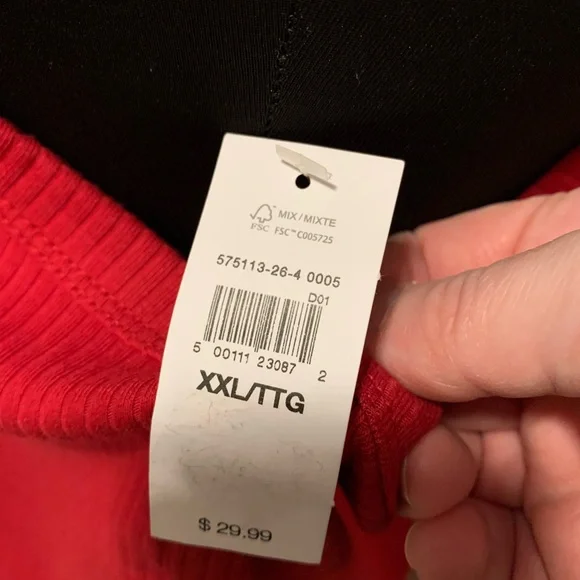 MIX/MIXTE
FSC FSC™ C005725
575113-26-4 0005
D01
5 00111 23087 2
XXL/TTG
$ 29.99